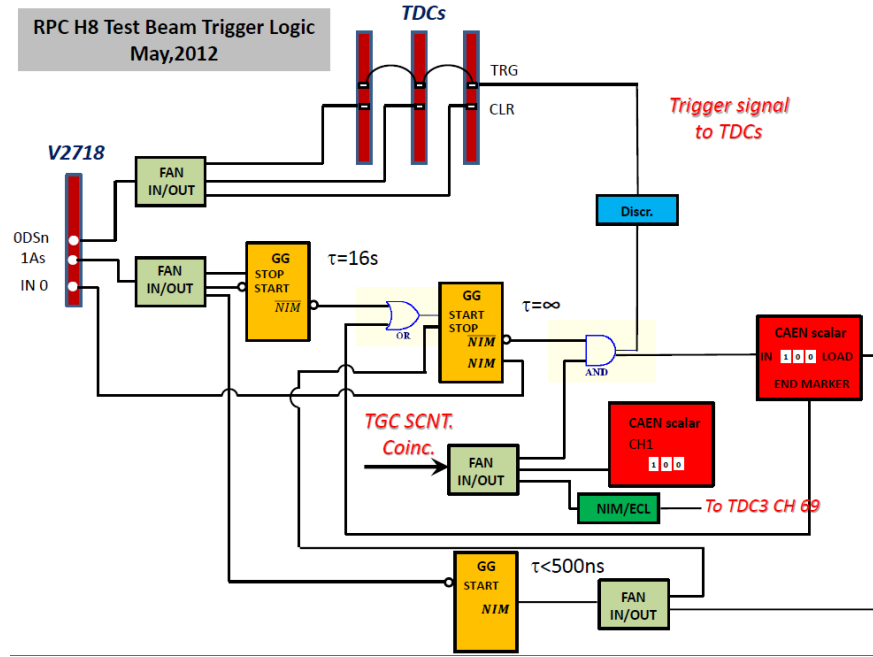 RPC H8 Test Beam Trigger Logic
May,2012
TDCs
TRG
CLR
Trigger signal
to TDCs
V2718
FAN
IN/OUT
Discr.
0DSn
1As
IN 0
FAN
IN/OUT
GG
STOP
START
NIM
τ=16s
OR
GG
START
STOP
NIM
NIM
τ=∞
AND
CAEN scalar
IN 1 0 0 LOAD
END MARKER
TGC SCNT.
Coinc.
FAN
IN/OUT
CAEN scalar
CH1
1 0 0
NIM/ECL
To TDC3 CH 69
GG
START
NIM
τ<500ns
FAN
IN/OUT